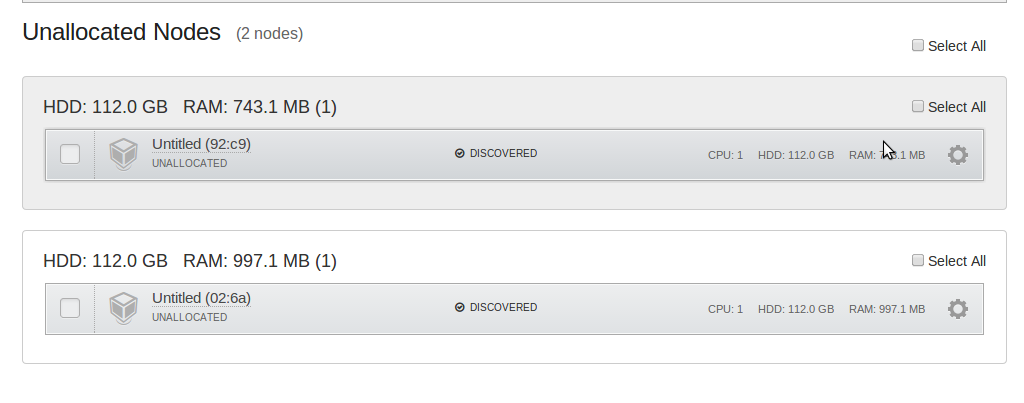 Unallocated Nodes (2 nodes)
Select All
HDD: 112.0 GB RAM: 743.1 MB (1)
Select All
Untitled (92:c9)
UNALLOCATED
DISCOVERED
CPU: 1 HDD: 112.0 GB RAM: MB
HDD: 112.0 GB RAM: 997.1 MB (1)
Select All
Untitled (02:6a)
UNALLOCATED
DISCOVERED
CPU: 1 HDD: 112.0 GB RAM: 997.1 MB